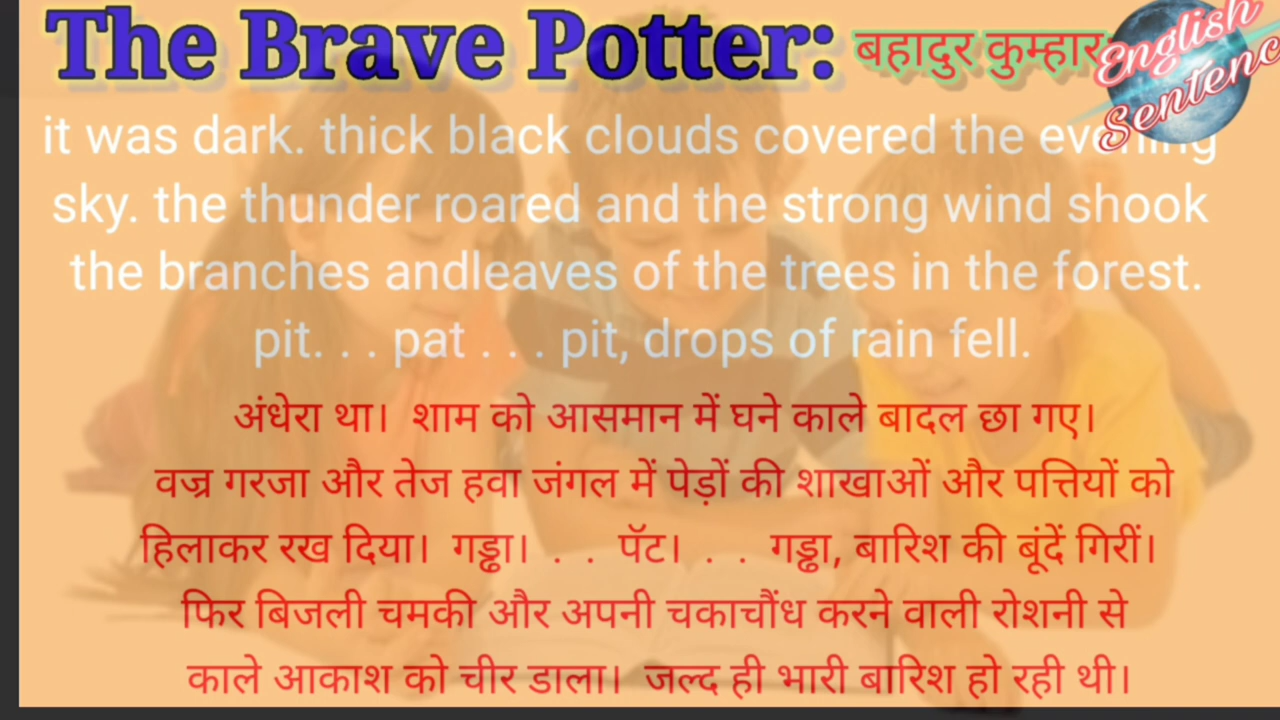 The Brave Potter: बहादुर कुम्हार
English
Sentenc
it was dark. thick black clouds covered the evening
sky. the thunder roared and the strong wind shook
the branches andleaves of the trees in the forest.
pit. . . pat . . . pit, drops of rain fell.
अंधेरा था। शाम को आसमान में घने काले बादल छा गए।
वज्र गरजा और तेज हवा जंगल में पेड़ों की शाखाओं और पत्तियों को
हिलाकर रख दिया। गड्ढा। . . पॅट। . . गड्ढा, बारिश की बूंदें गिरीं।
फिर बिजली चमकी और अपनी चकाचौंध करने वाली रोशनी से
काले आकाश को चीर डाला। जल्द ही भारी बारिश हो रही थी।